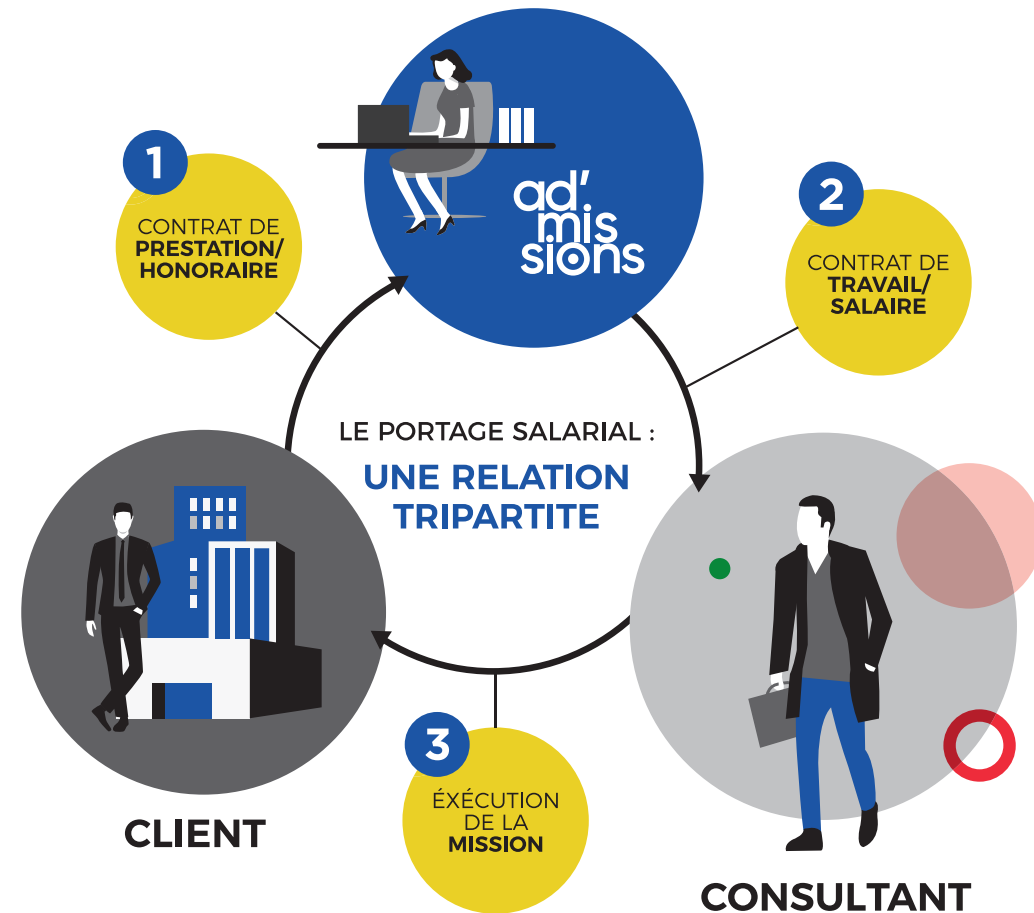 ad'
mis
sions
1
CONTRAT DE
PRESTATION/
HONORAIRE
2
CONTRAT DE
TRAVAIL/
SALAIRE
LE PORTAGE SALARIAL :
UNE RELATION
TRIPARTITE
3
ÉXÉCUTION
DE LA
MISSION
CLIENT
CONSULTANT